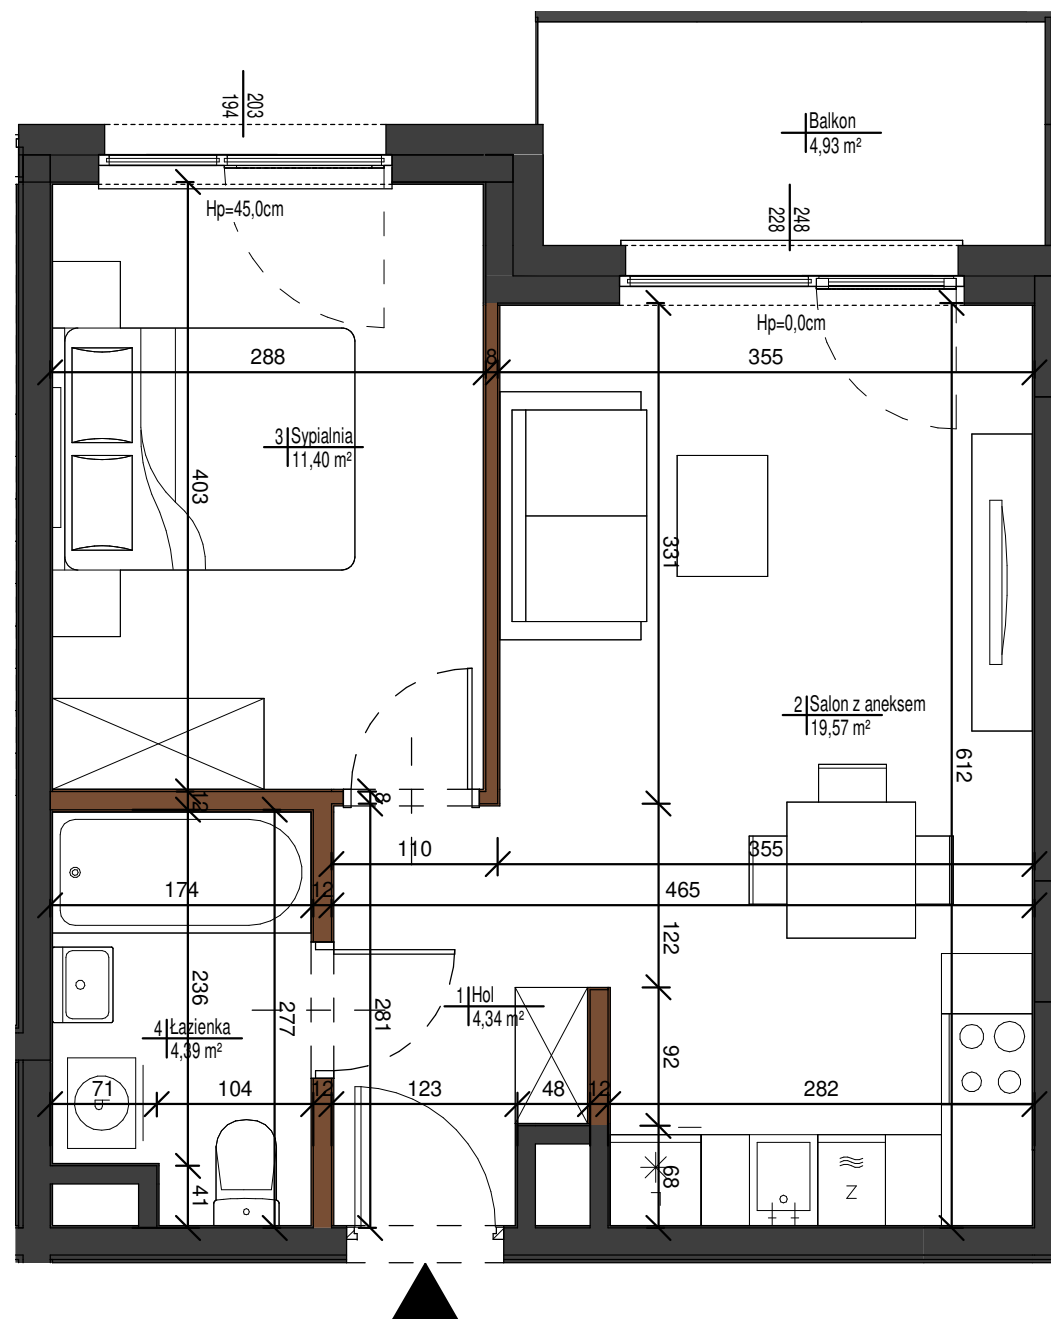 203
194
Balkon
4,93 m²
248
228
Hp=45,0cm
Hp=0,0cm
288
8
355
3 Sypialnia
11,40 m²
403
331
2 Salon z aneksem
19,57 m²
612
12
8
110
355
174
12
465
122
236
277
281
1 Hol
4,34 m²
4 Łazienka
4,39 m²
92
71
104
12
123
48
12
282
41
68
Z